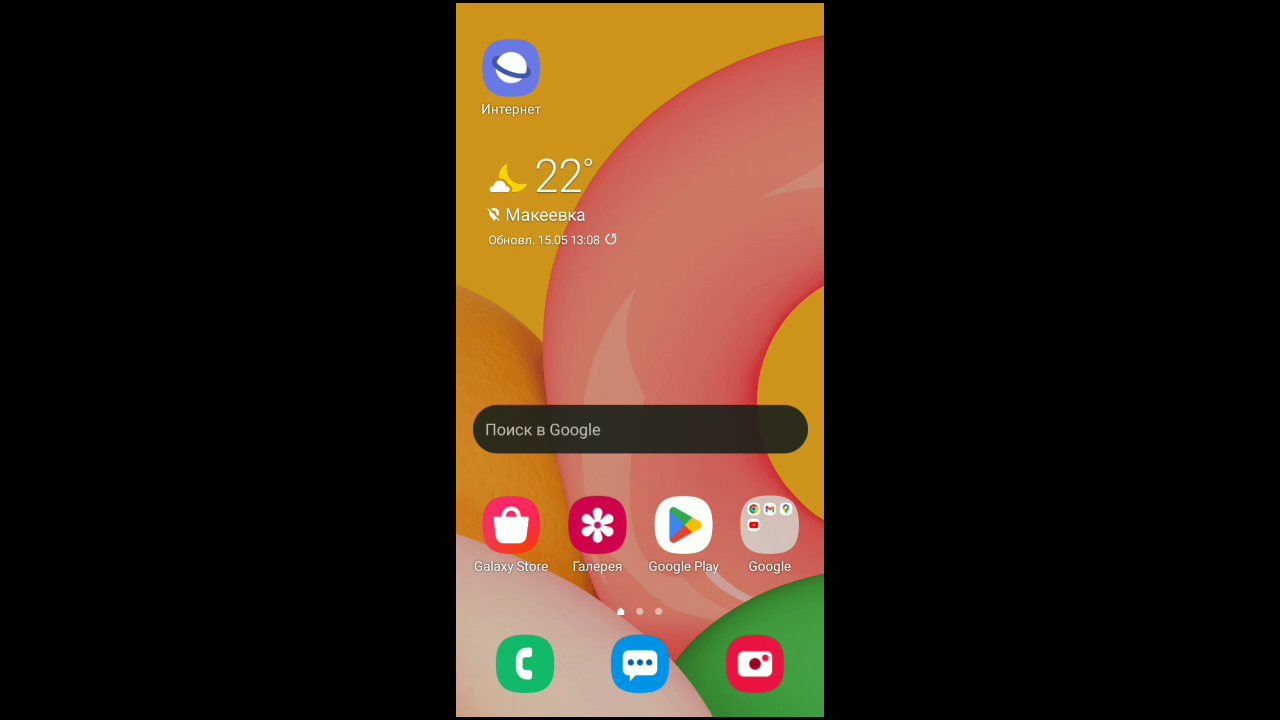 Интернет
22°
Макеевка
Обновл. 15.05 13:08
Поиск в Google
Galaxy Store
Галерея
Google Play
Google